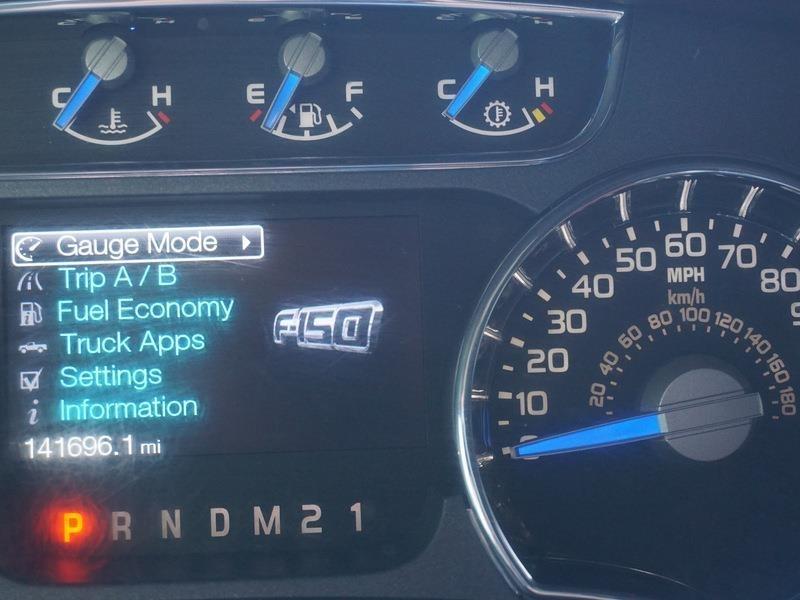 C H E F C H
Gauge Mode
Trip A / B
Fuel Economy
Truck Apps
Settings
i Information
141696.1 mi
F150
P R N D M 2 1
0 10 20 30 40 50 60 70 80
MPH
km/h
20 40 60 80 100 120 140 160 180